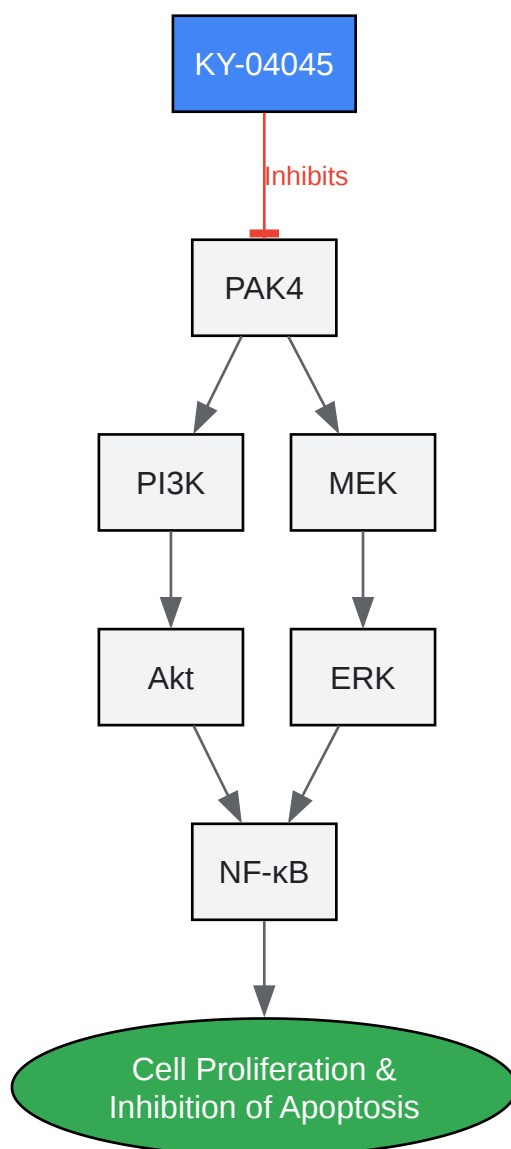 KY-04045
Inhibits
PAK4
PI3K
MEK
Akt
ERK
NF-κB
Cell Proliferation &
Inhibition of Apoptosis